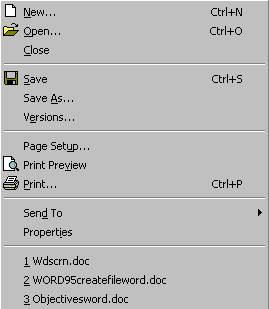 New... Ctrl+N
Open... Ctrl+O
Close
Save Ctrl+S
Save As...
Versions...
Page Setup...
Print Preview
Print... Ctrl+P
Send To
Properties
1 Wdscrn.doc
2 WORD95createfileword.doc
3 Objectivesword.doc